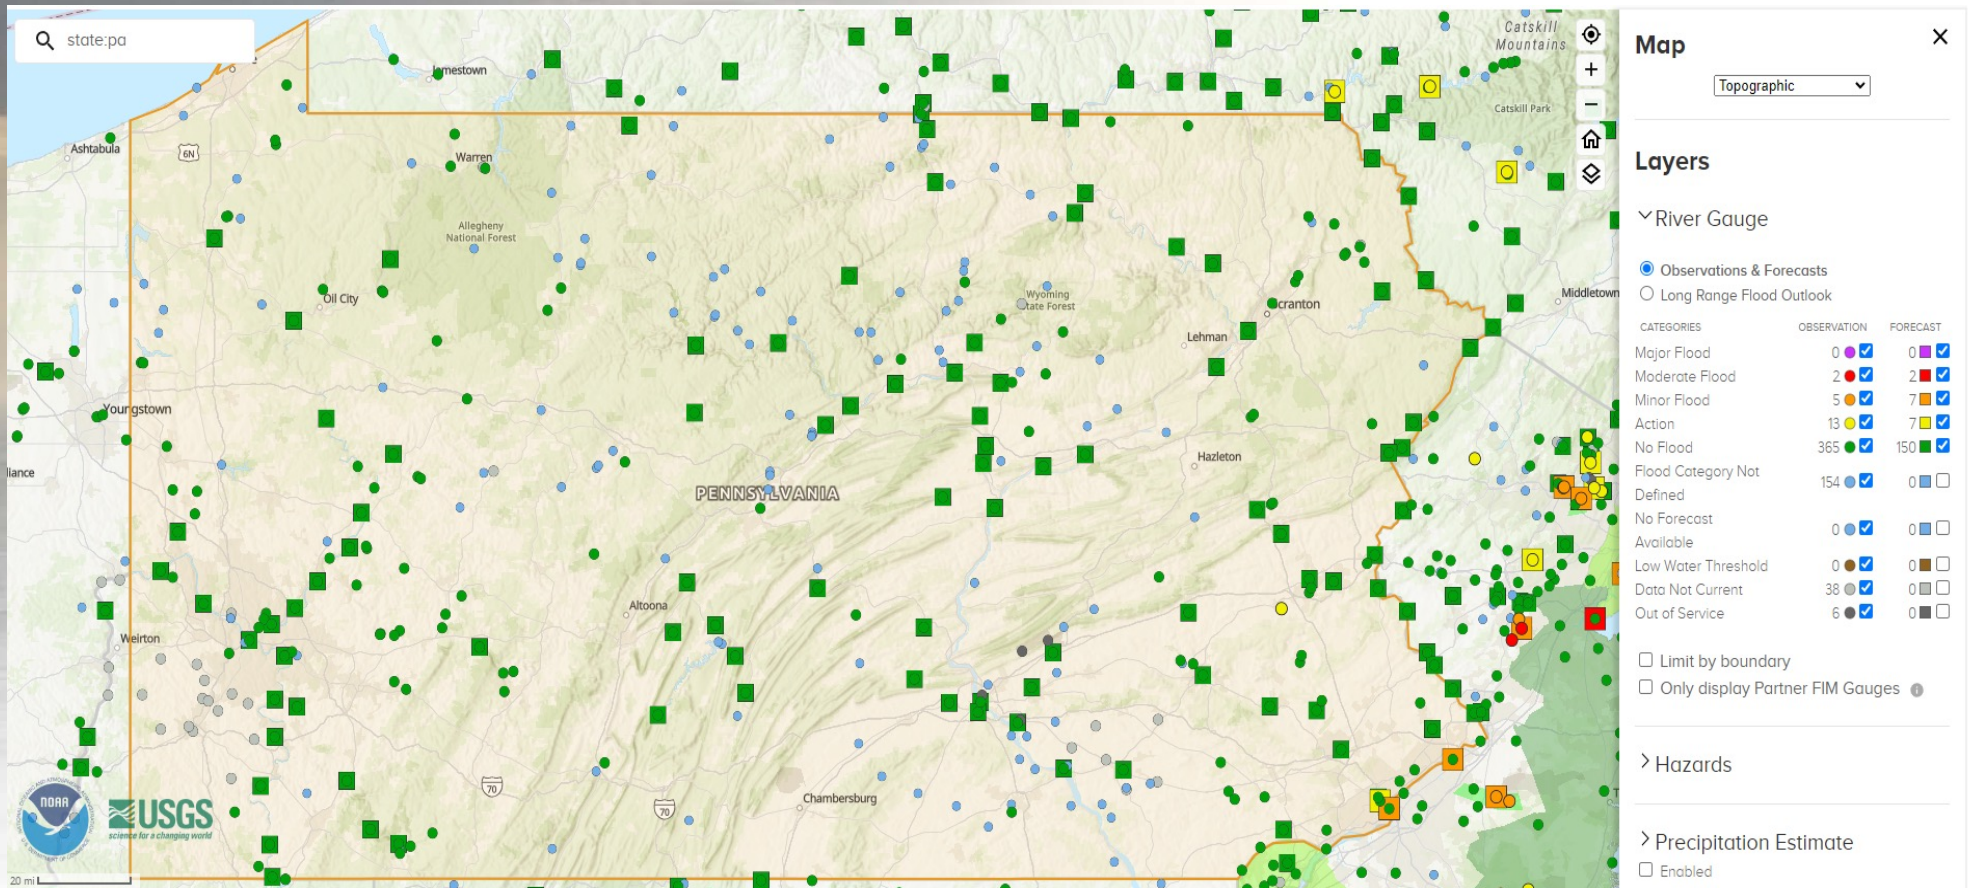 state:pa
Catskill
Mountains
Jamestown
Catskill Park
Ashtabula
6N
Warren
Allegheny
National Forest
Oil City
Wyoming
State Forest
Scranton
Middletown
Lehman
Youngstown
Hazleton
PENNSYLVANIA
Altoona
Weirton
70
70
Chambersburg
NOAA
USGS
science for a changing world
20 mi
Map
Topographic
Layers
River Gauge
Observations & Forecasts
Long Range Flood Outlook
CATEGORIES OBSERVATION FORECAST
Major Flood 0 0
Moderate Flood 2 2
Minor Flood 5 7
Action 13 7
No Flood 365 150
Flood Category Not
Defined 154 0
No Forecast
Available 0 0
Low Water Threshold 0 0
Data Not Current 38 0
Out of Service 6 0
Limit by boundary
Only display Partner FIM Gauges
Hazards
Precipitation Estimate
Enabled